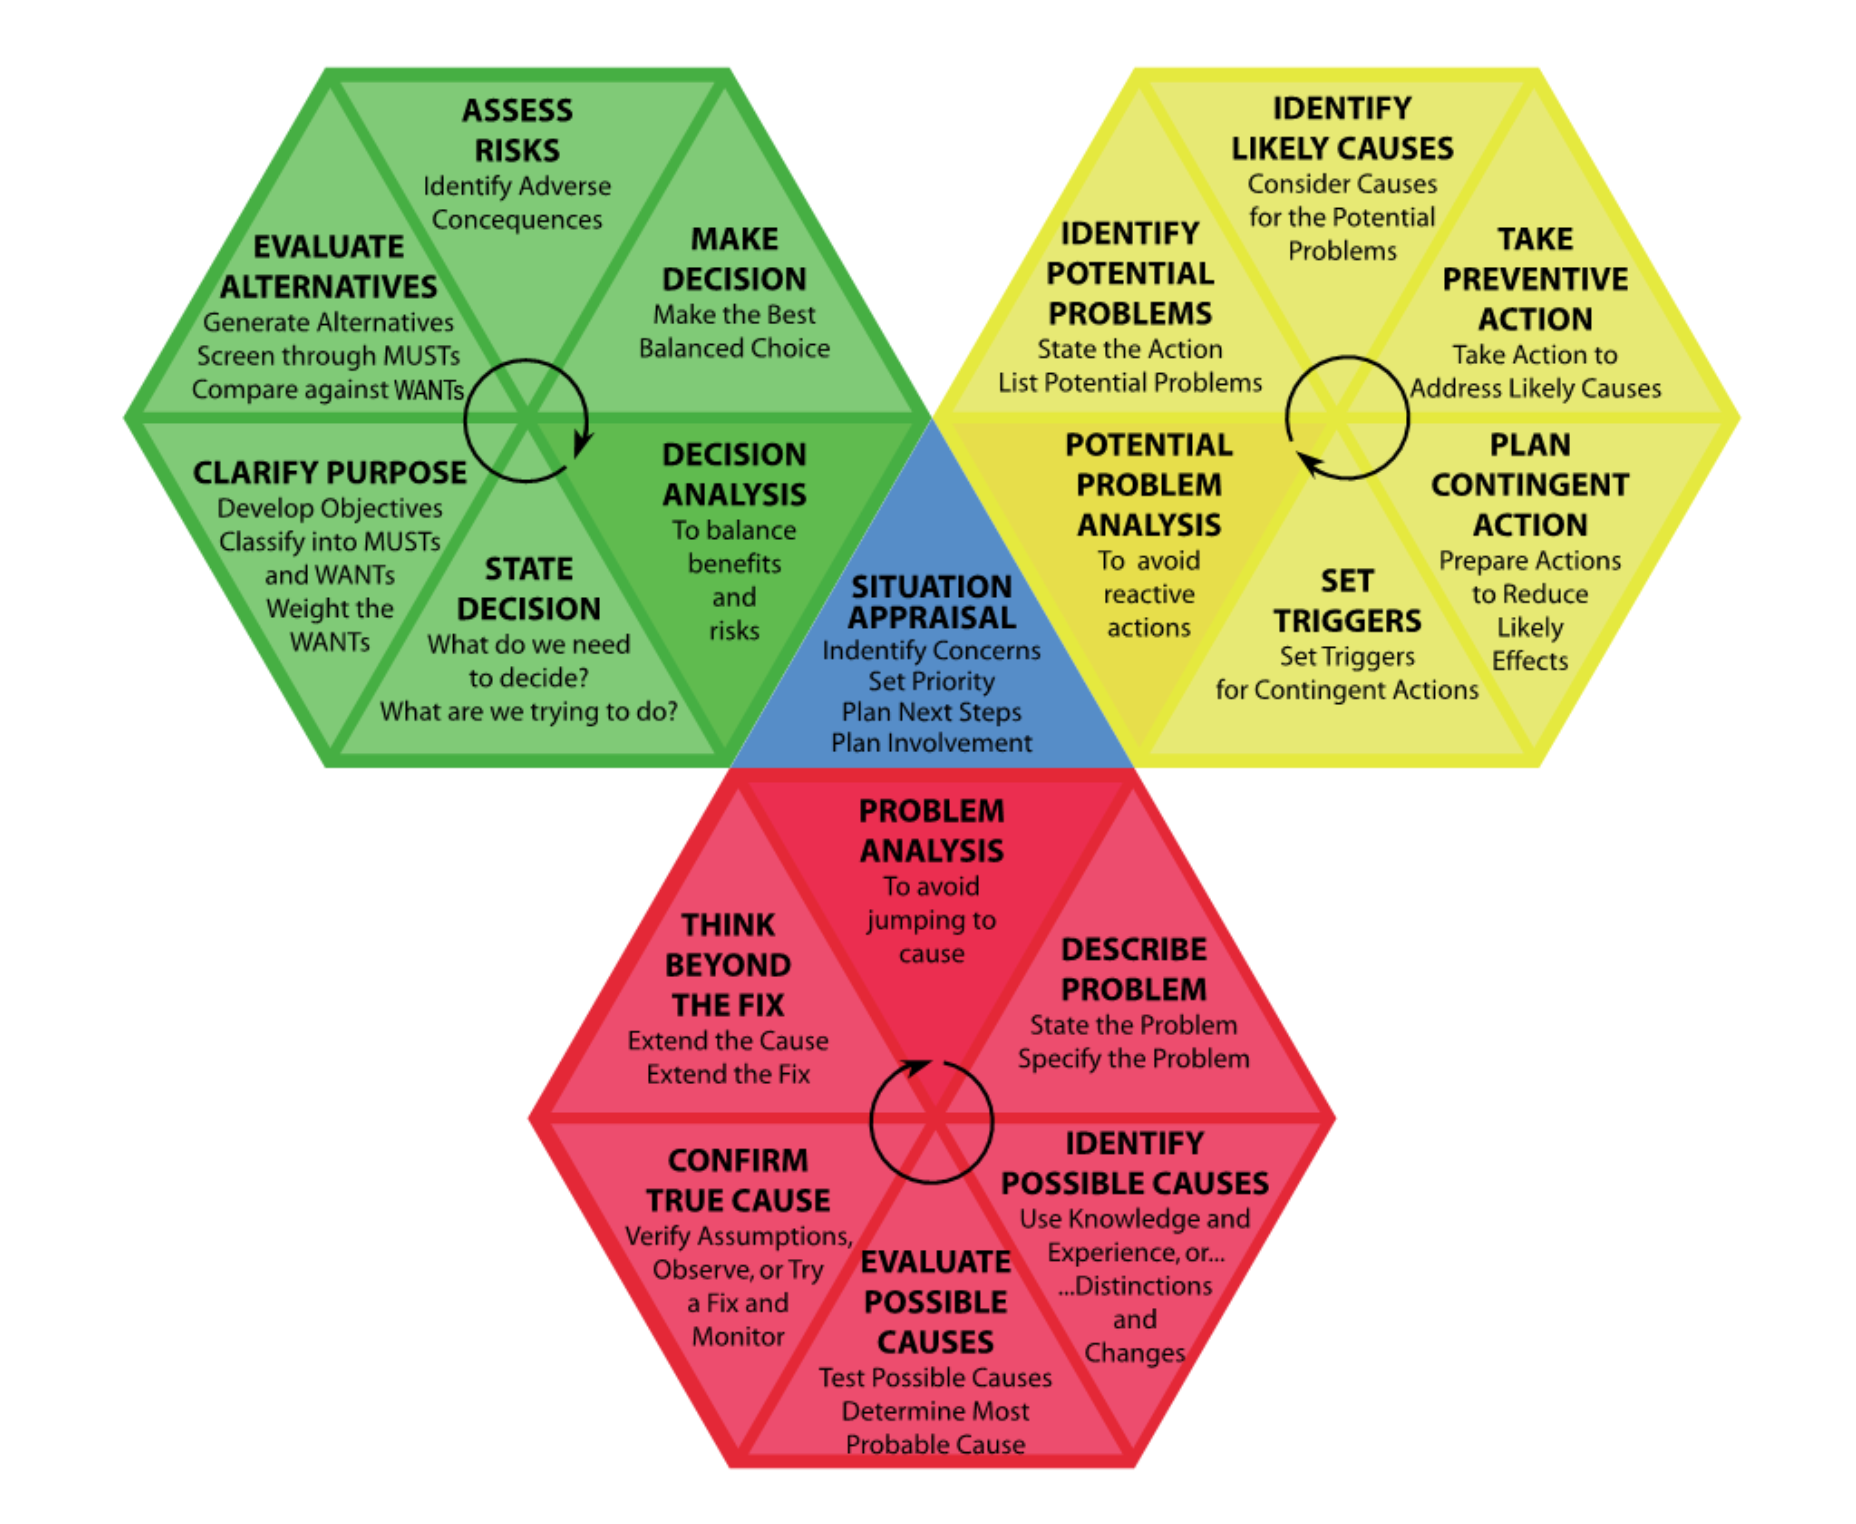 ASSESS
RISKS
Identify Adverse
Concequences
EVALUATE
ALTERNATIVES
Generate Alternatives
Screen through MUSTs
Compare against WANTs
MAKE
DECISION
Make the Best
Balanced Choice
CLARIFY PURPOSE
Develop Objectives
Classify into MUSTs
and WANTs
Weight the
WANTs
STATE
DECISION
What do we need
to decide?
What are we trying to do?
DECISION
ANALYSIS
To balance
benefits
and
risks
SITUATION
APPRAISAL
Indentify Concerns
Set Priority
Plan Next Steps
Plan Involvement
IDENTIFY
LIKELY CAUSES
Consider Causes
for the Potential
Problems
IDENTIFY
POTENTIAL
PROBLEMS
State the Action
List Potential Problems
TAKE
PREVENTIVE
ACTION
Take Action to
Address Likely Causes
POTENTIAL
PROBLEM
ANALYSIS
To avoid
reactive
actions
SET
TRIGGERS
Set Triggers
for Contingent Actions
PLAN
CONTINGENT
ACTION
Prepare Actions
to Reduce
Likely
Effects
PROBLEM
ANALYSIS
To avoid
jumping to
cause
THINK
BEYOND
THE FIX
Extend the Cause
Extend the Fix
DESCRIBE
PROBLEM
State the Problem
Specify the Problem
CONFIRM
TRUE CAUSE
Verify Assumptions,
Observe, or Try
a Fix and
Monitor
EVALUATE
POSSIBLE
CAUSES
Test Possible Causes
Determine Most
Probable Cause
IDENTIFY
POSSIBLE CAUSES
Use Knowledge and
Experience, or...
...Distinctions
and
Changes